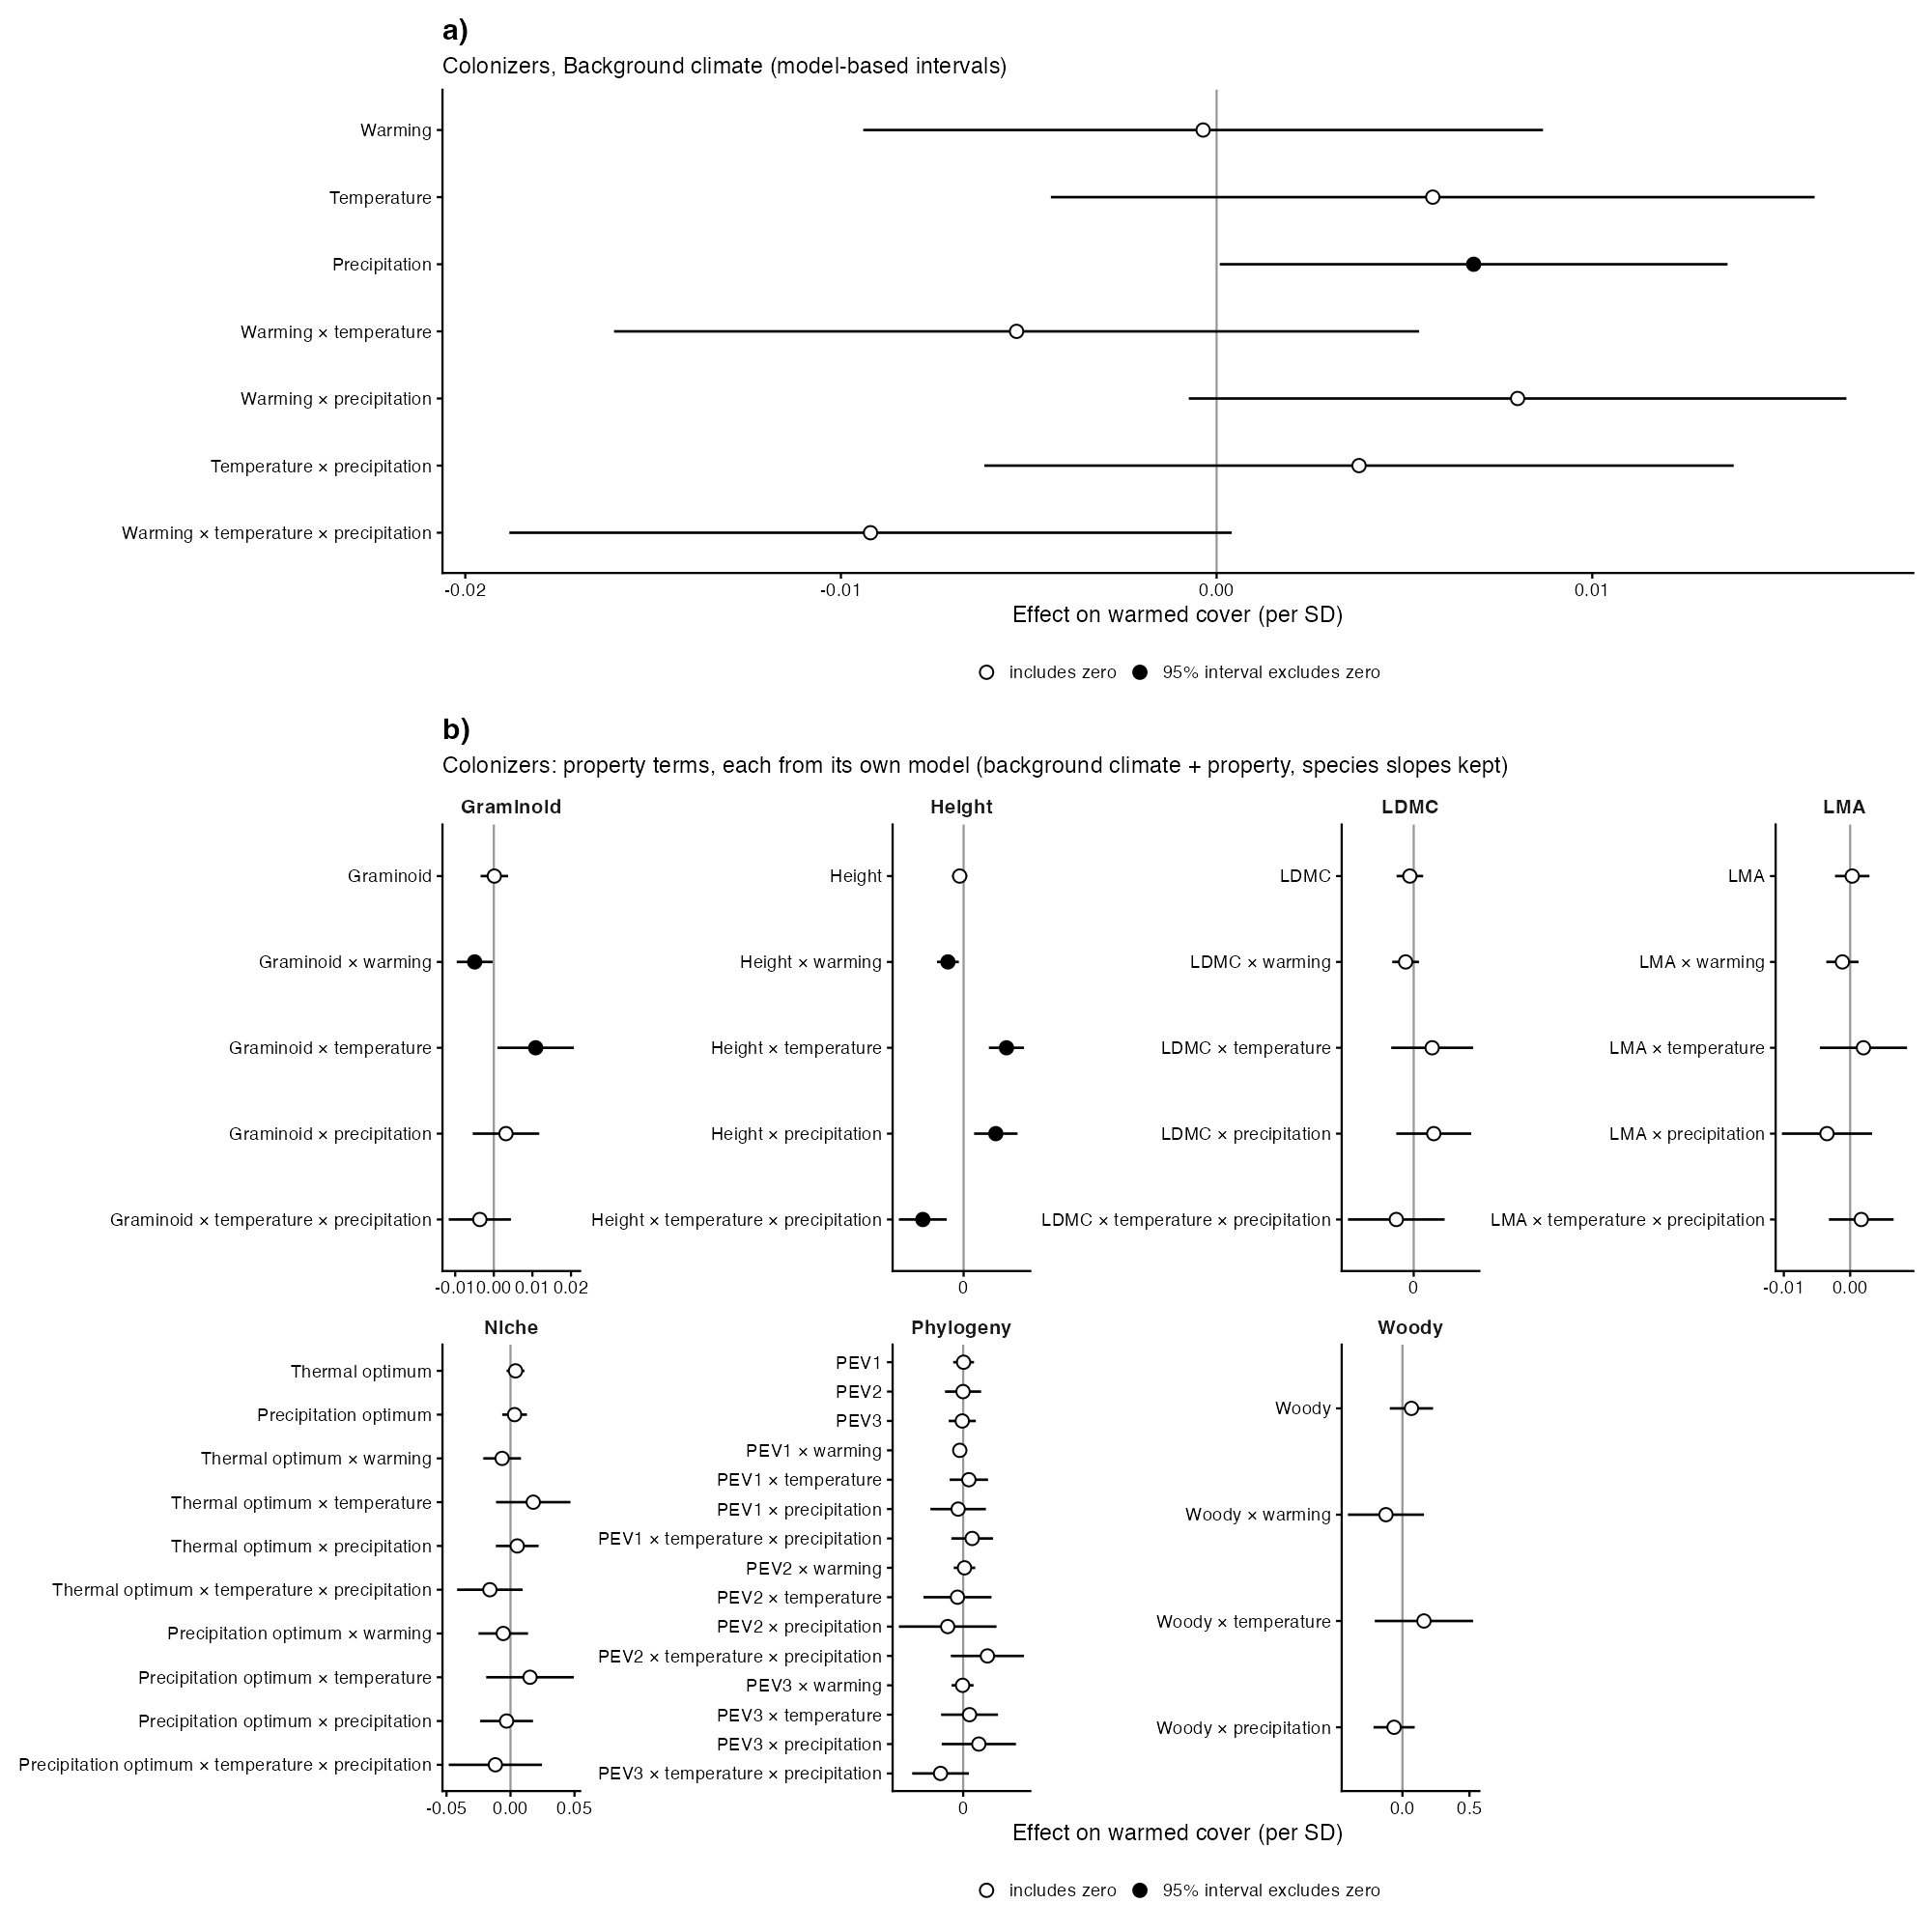 a)
Colonizers, Background climate (model-based intervals)
Warming
Temperature
Precipitation
Warming × temperature
Warming × precipitation
Temperature × precipitation
Warming × temperature × precipitation
-0.02 -0.01 0.00 0.01
Effect on warmed cover (per SD)
includes zero 95% interval excludes zero
b)
Colonizers: property terms, each from its own model (background climate + property, species slopes kept)
Graminoid
Graminoid
Graminoid × warming
Graminoid × temperature
Graminoid × precipitation
Graminoid × temperature × precipitation
-0.01 0.00 0.01 0.02
Height
Height
Height × warming
Height × temperature
Height × precipitation
Height × temperature × precipitation
0
LDMC
LDMC
LDMC × warming
LDMC × temperature
LDMC × precipitation
LDMC × temperature × precipitation
0
LMA
LMA
LMA × warming
LMA × temperature
LMA × precipitation
LMA × temperature × precipitation
-0.01 0.00
Niche
Thermal optimum
Precipitation optimum
Thermal optimum × warming
Thermal optimum × temperature
Thermal optimum × precipitation
Thermal optimum × temperature × precipitation
Precipitation optimum × warming
Precipitation optimum × temperature
Precipitation optimum × precipitation
Precipitation optimum × temperature × precipitation
-0.05 0.00 0.05
Phylogeny
PEV1
PEV2
PEV3
PEV1 × warming
PEV1 × temperature
PEV1 × precipitation
PEV1 × temperature × precipitation
PEV2 × warming
PEV2 × temperature
PEV2 × precipitation
PEV2 × temperature × precipitation
PEV3 × warming
PEV3 × temperature
PEV3 × precipitation
PEV3 × temperature × precipitation
0
Woody
Woody
Woody × warming
Woody × temperature
Woody × precipitation
0.0 0.5
Effect on warmed cover (per SD)
includes zero 95% interval excludes zero